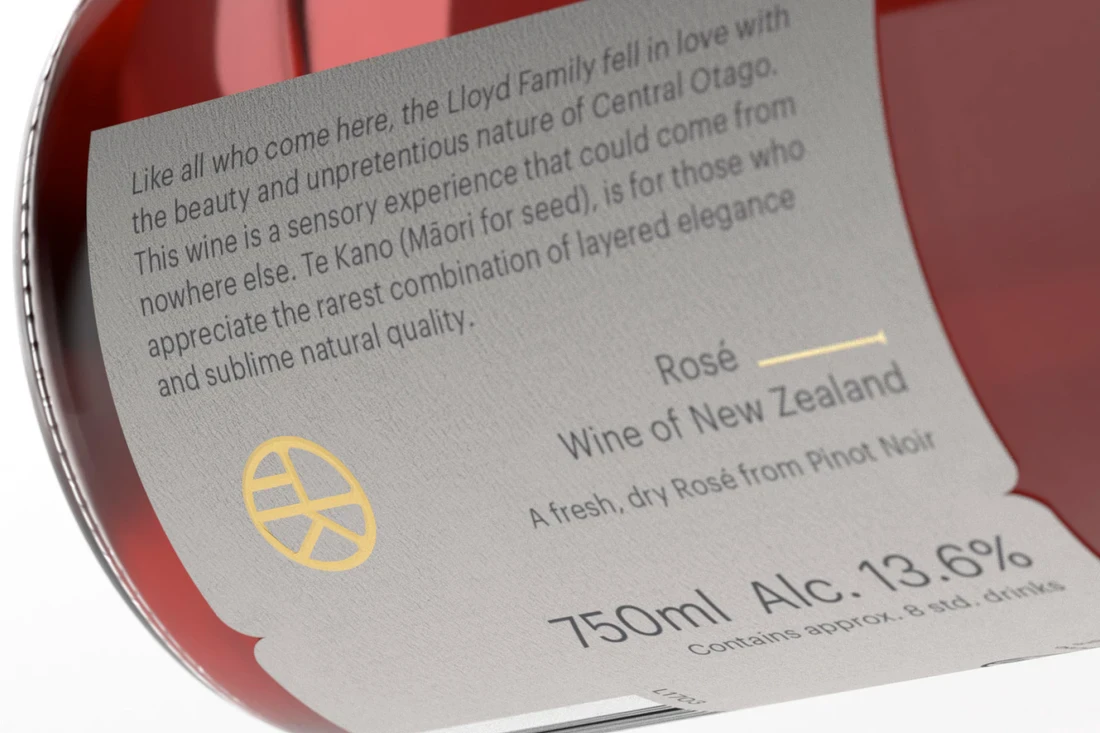 Like all who come here, the Lloyd Family fell in love with
the beauty and unpretentious nature of Central Otago.
This wine is a sensory experience that could come from
nowhere else. Te Kano (Māori for seed), is for those who
appreciate the rarest combination of layered elegance
and sublime natural quality.
Rosé
Wine of New Zealand
A fresh, dry Rosé from Pinot Noir
750ml Alc. 13.6%
Contains approx. 8 std. drinks
L1703